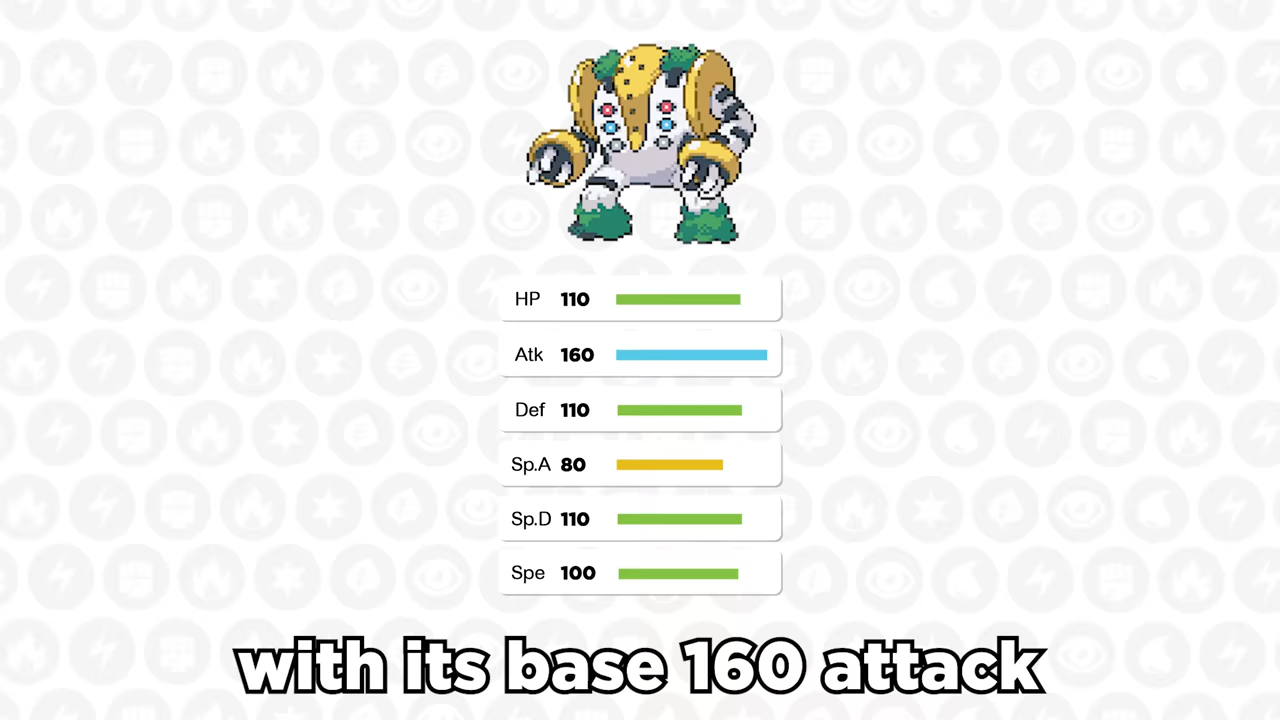 HP 110
Atk 160
Def 110
Sp.A 80
Sp.D 110
Spe 100
with its base 160 attack